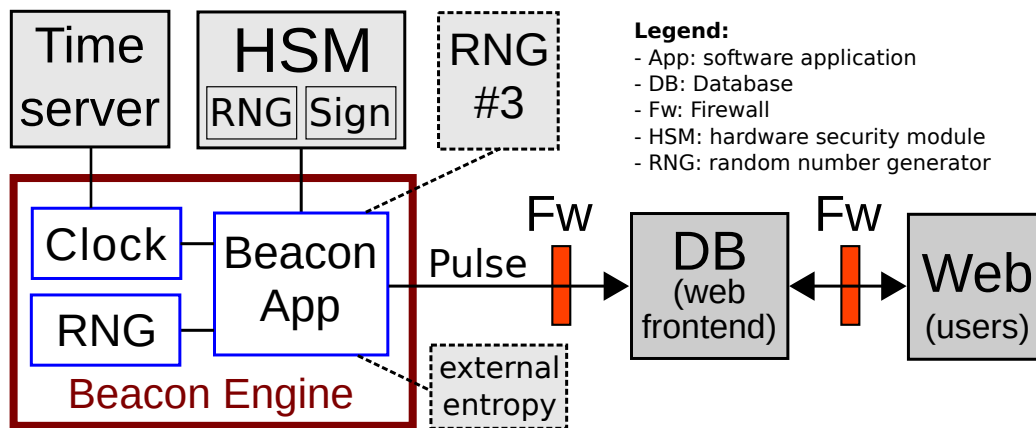 Time
server
HSM
RNG
Sign
RNG
#3
Legend:
- App: software application
- DB: Database
- Fw: Firewall
- HSM: hardware security module
- RNG: random number generator
Clock
RNG
Beacon
App
Beacon Engine
Pulse
Fw
external
entropy
DB
(web
frontend)
Fw
Web
(users)